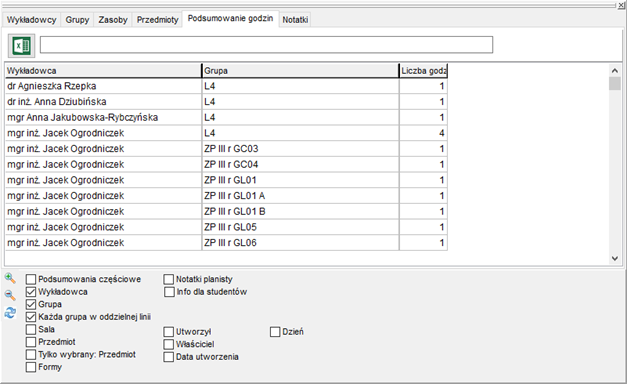 Wykładowcy Grupy Zasoby Przedmioty Podsumowanie godzin Notatki
Wykładowca Grupa Liczba godz
dr Agnieszka Rzepka L4 1
dr inż. Anna Dziubińska L4 1
mgr Anna Jakubowska-Rybczyńska L4 1
mgr inż. Jacek Ogrodniczek L4 4
mgr inż. Jacek Ogrodniczek ZP III r GC03 1
mgr inż. Jacek Ogrodniczek ZP III r GC04 1
mgr inż. Jacek Ogrodniczek ZP III r GL01 1
mgr inż. Jacek Ogrodniczek ZP III r GL01 A 1
mgr inż. Jacek Ogrodniczek ZP III r GL01 B 1
mgr inż. Jacek Ogrodniczek ZP III r GL05 1
mgr inż. Jacek Ogrodniczek ZP III r GL06 1
Podsumowania częściowe Notatki planisty
Wykładowca Info dla studentów
Grupa
Każda grupa w oddzielnej linii
Sala Utworzył Dzień
Przedmiot Właściciel
Tylko wybrany: Przedmiot Data utworzenia
Formy